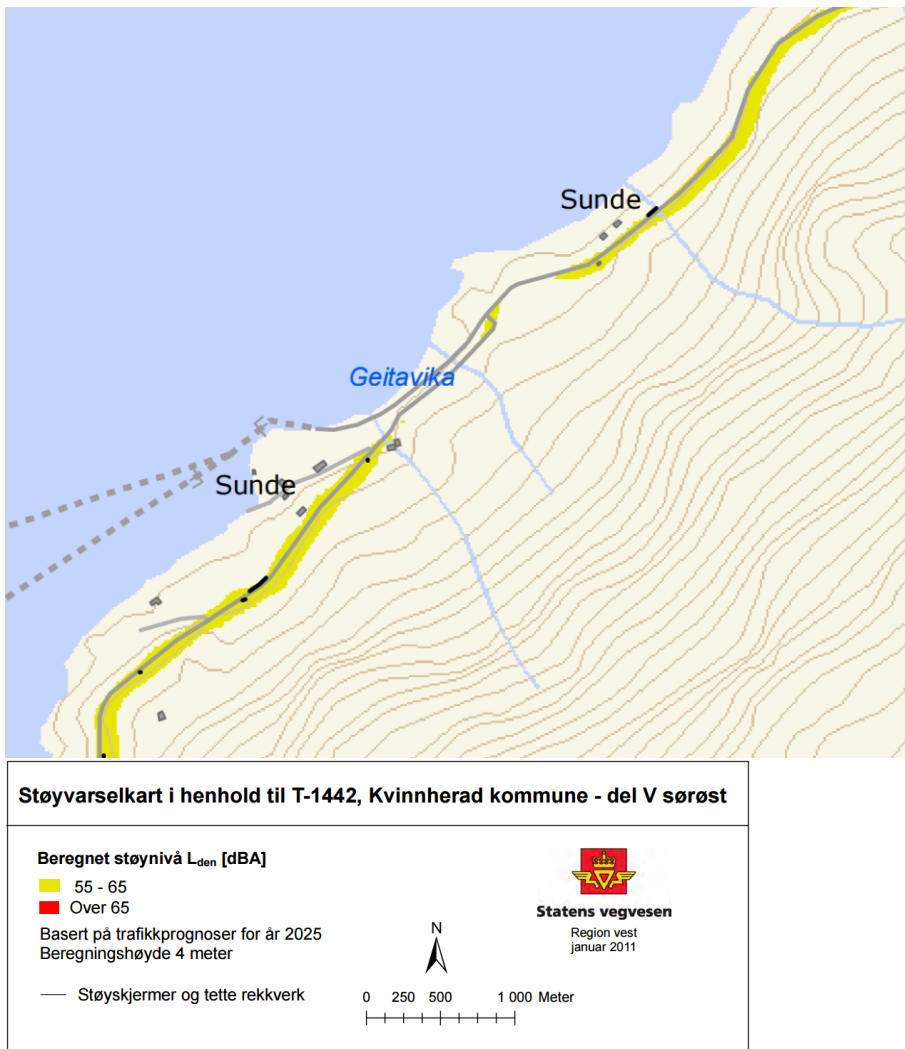 Sunde
Geitavika
Sunde
Støyvarselkart i henhold til T-1442, Kvinnherad kommune - del V sørøst
Beregnet støynivå Lden [dBA]
55 - 65
Over 65
Basert på trafikkprognoser for år 2025
Beregningshøyde 4 meter
Støyskjermer og tette rekkverk
N
0 250 500 1 000 Meter
Statens vegvesen
Region vest
januar 2011